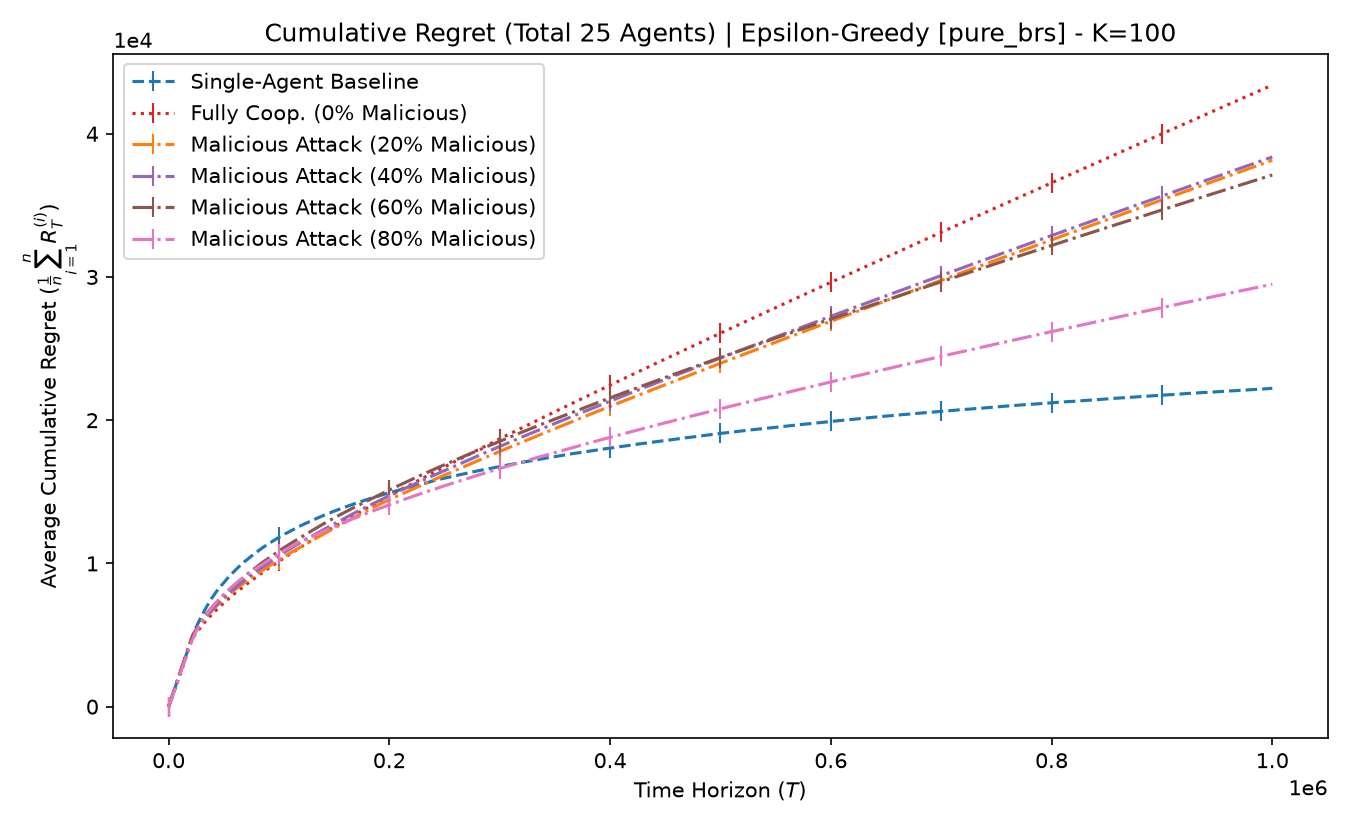 Cumulative Regret (Total 25 Agents) | Epsilon-Greedy [pure_brs] - K=100
1e4
Single-Agent Baseline
Fully Coop. (0% Malicious)
Malicious Attack (20% Malicious)
Malicious Attack (40% Malicious)
Malicious Attack (60% Malicious)
Malicious Attack (80% Malicious)
Average Cumulative Regret ($\frac{1}{n}\sum_{i=1}^{n} R_T^{(i)}$)
4
3
2
1
0
0.0 0.2 0.4 0.6 0.8 1.0
1e6
Time Horizon (T)